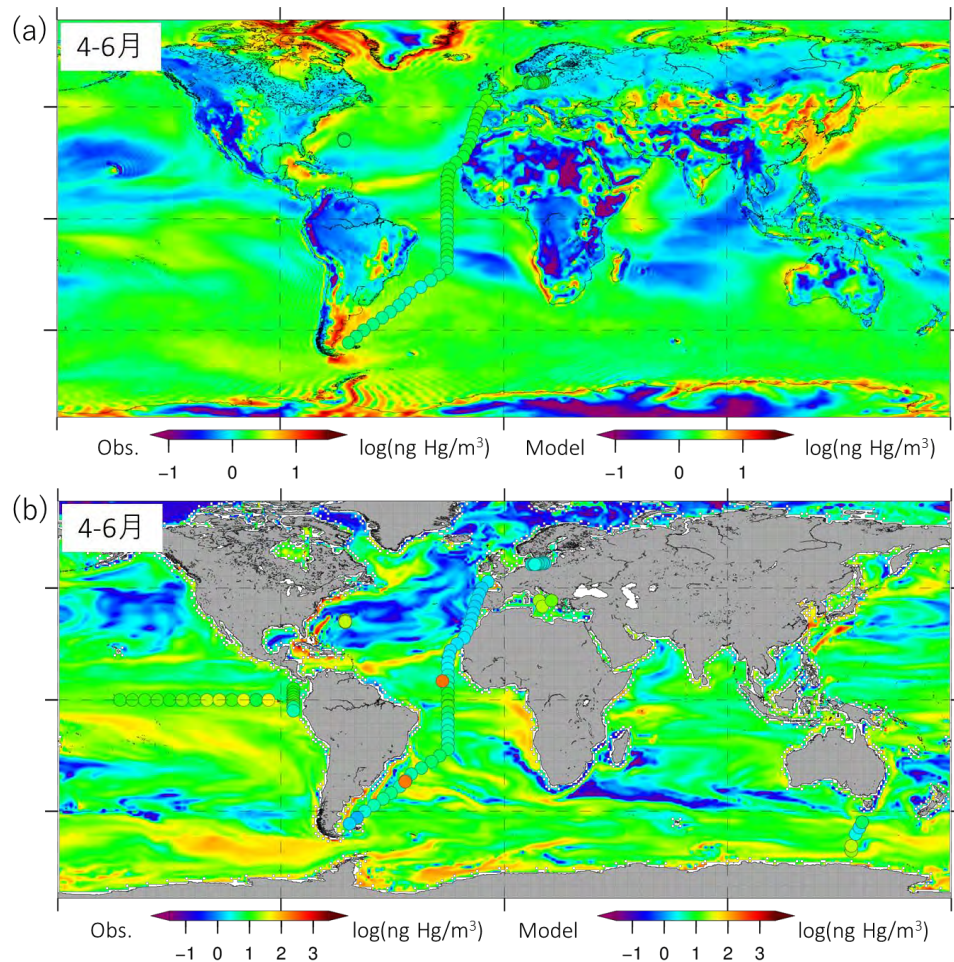 (a)
4-6月
Obs.
−1 0 1
log(ng Hg/m³)
Model
−1 0 1
log(ng Hg/m³)
(b)
4-6月
Obs.
−1 0 1 2 3
log(ng Hg/m³)
Model
−1 0 1 2 3
log(ng Hg/m³)